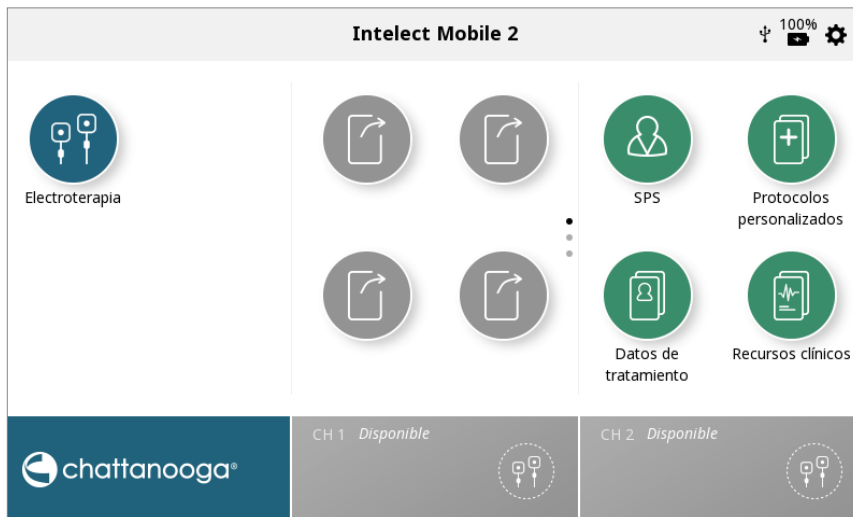 Intelect Mobile 2
100%
Electroterapia
SPS
Protocolos
personalizados
Datos de
tratamiento
Recursos clínicos
chattanooga®
CH 1 Disponible
CH 2 Disponible